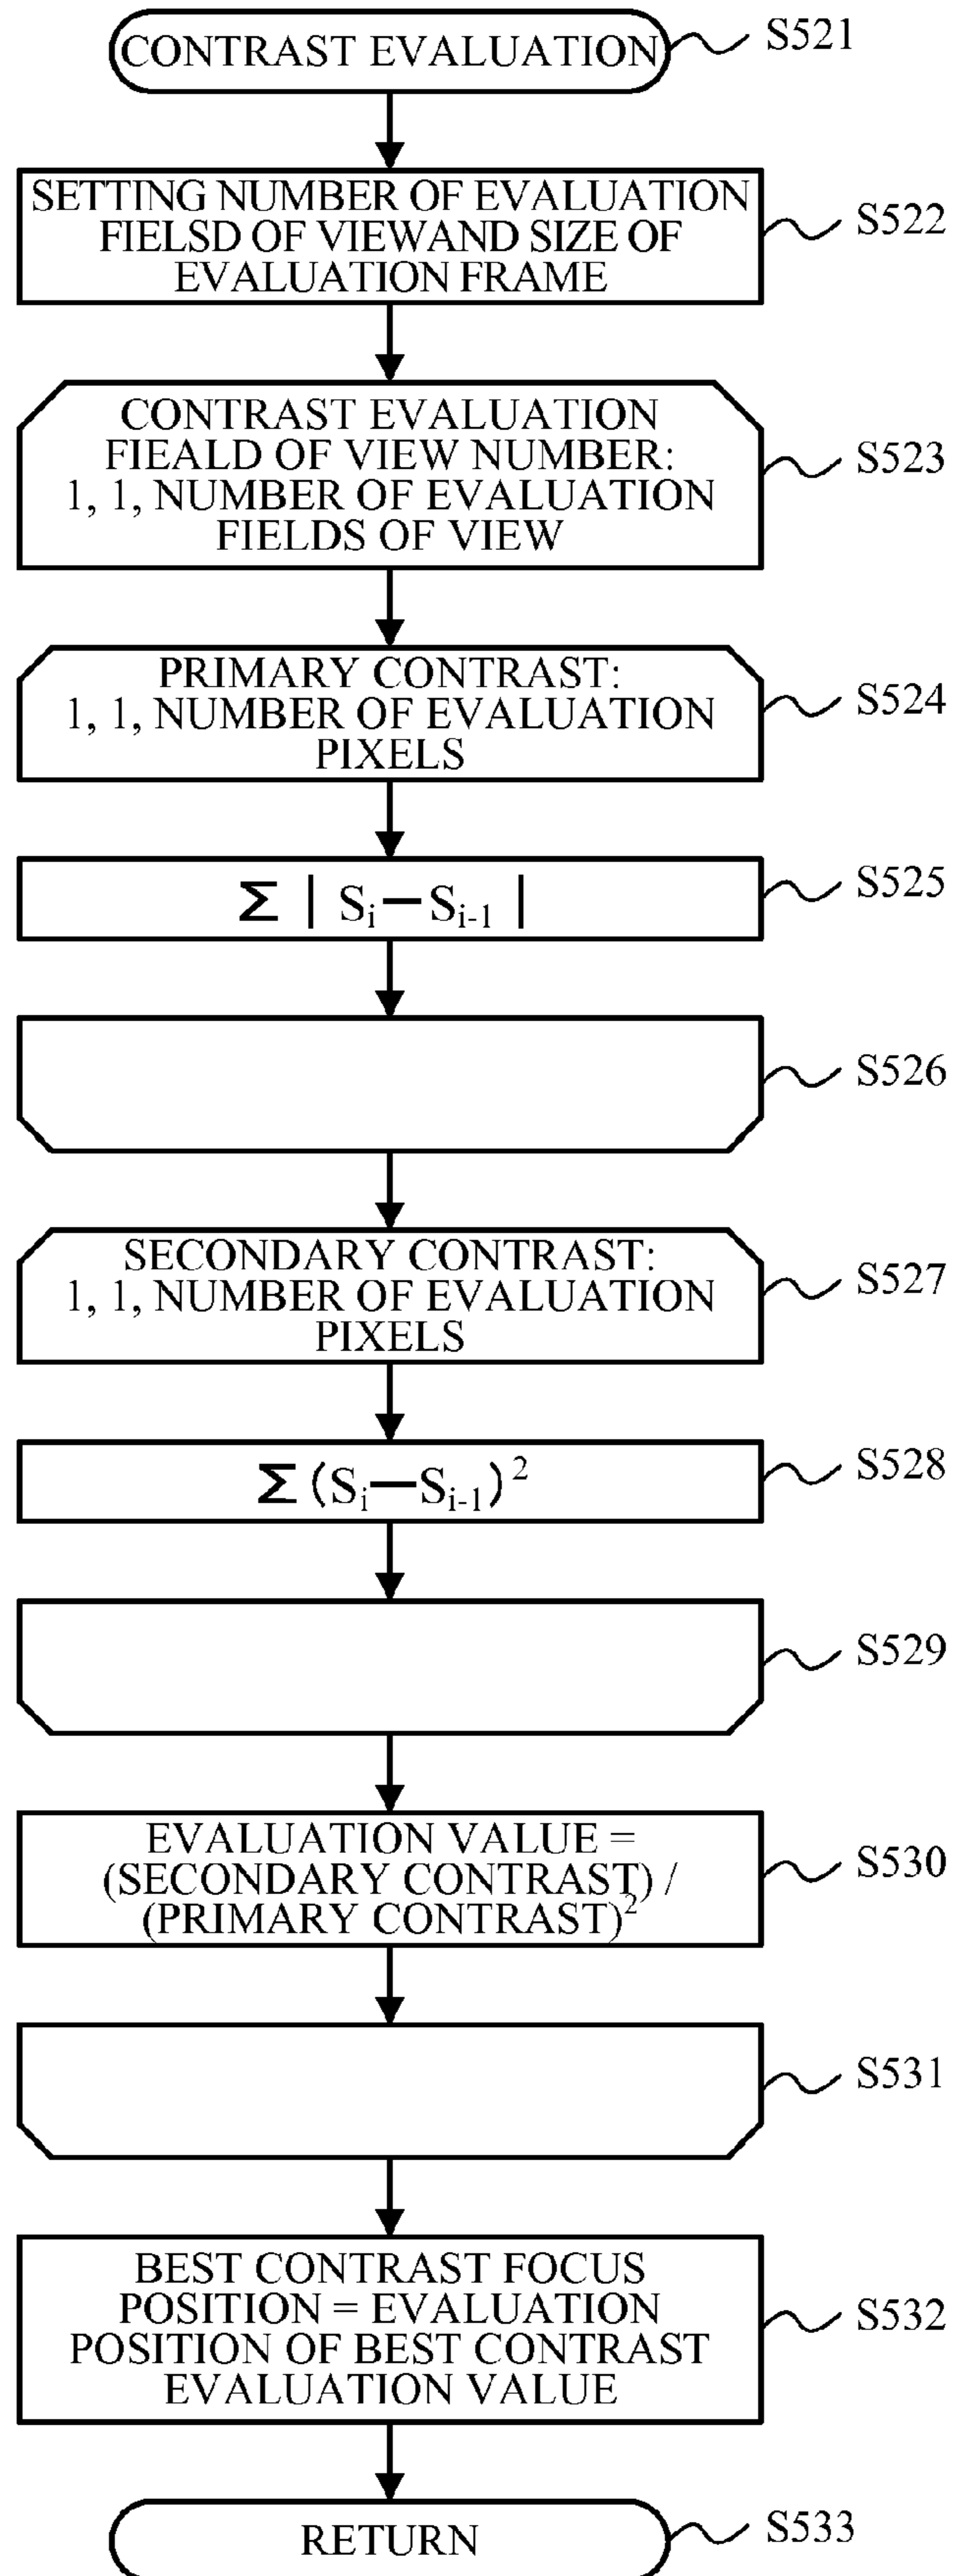 CONTRAST EVALUATION
S521
SETTING NUMBER OF EVALUATION
FIELSD OF VIEWAND SIZE OF
EVALUATION FRAME
S522
CONTRAST EVALUATION
FIEALD OF VIEW NUMBER:
1, 1, NUMBER OF EVALUATION
FIELDS OF VIEW
S523
PRIMARY CONTRAST:
1, 1, NUMBER OF EVALUATION
PIXELS
S524
Σ | Sᵢ−Sᵢ₋₁ |
S525
S526
SECONDARY CONTRAST:
1, 1, NUMBER OF EVALUATION
PIXELS
S527
Σ (Sᵢ−Sᵢ₋₁)²
S528
S529
EVALUATION VALUE =
(SECONDARY CONTRAST) /
(PRIMARY CONTRAST)²
S530
S531
BEST CONTRAST FOCUS
POSITION = EVALUATION
POSITION OF BEST CONTRAST
EVALUATION VALUE
S532
RETURN
S533